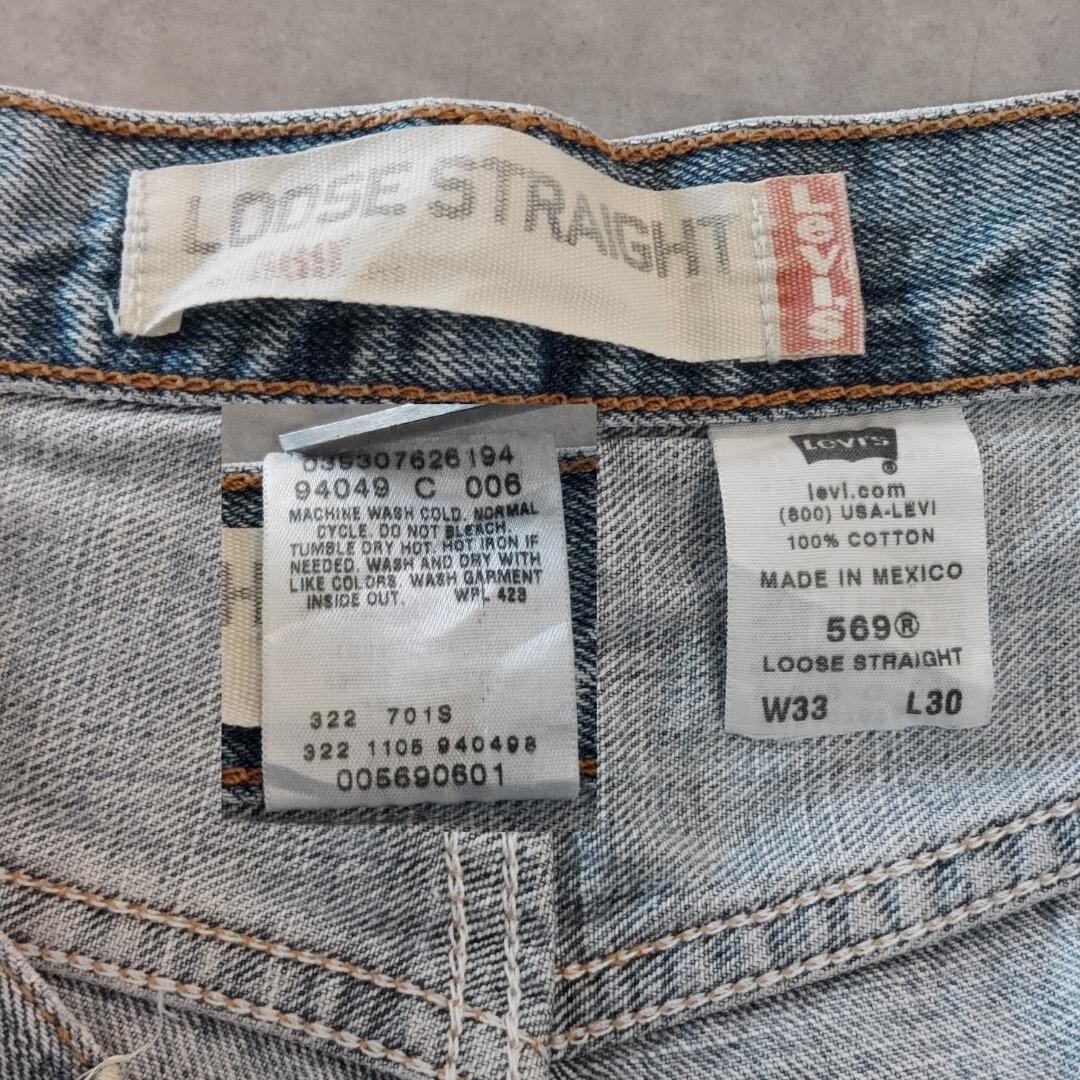 LOOSE STRAIGHT
LEVI'S
94049 C 006
MACHINE WASH COLD, NORMAL
CYCLE. DO NOT BLEACH.
TUMBLE DRY HOT, HOT IRON IF
NEEDED. WASH AND DRY WITH
LIKE COLORS. WASH GARMENT
INSIDE OUT. WPL 423
322 701S
322 1105 940498
005690601
LEVI'S
®
levi.com
(800) USA-LEVI
100% COTTON
MADE IN MEXICO
569®
LOOSE STRAIGHT
W33 L30